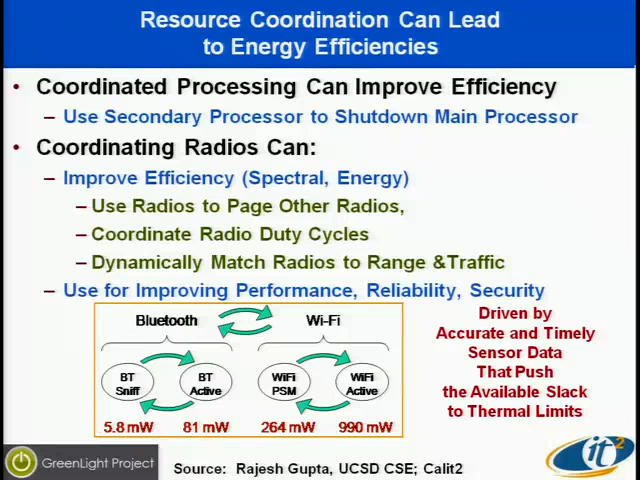 Resource Coordination Can Lead
to Energy Efficiencies
• Coordinated Processing Can Improve Efficiency
– Use Secondary Processor to Shutdown Main Processor
• Coordinating Radios Can:
– Improve Efficiency (Spectral, Energy)
– Use Radios to Page Other Radios,
– Coordinate Radio Duty Cycles
– Dynamically Match Radios to Range &Traffic
– Use for Improving Performance, Reliability, Security
Bluetooth
Wi-Fi
BT
Sniff
BT
Active
WiFi
PSM
WiFi
Active
5.8 mW
81 mW
264 mW
990 mW
Driven by
Accurate and Timely
Sensor Data
That Push
the Available Slack
to Thermal Limits
GreenLight Project
Source: Rajesh Gupta, UCSD CSE; Calit2
it2